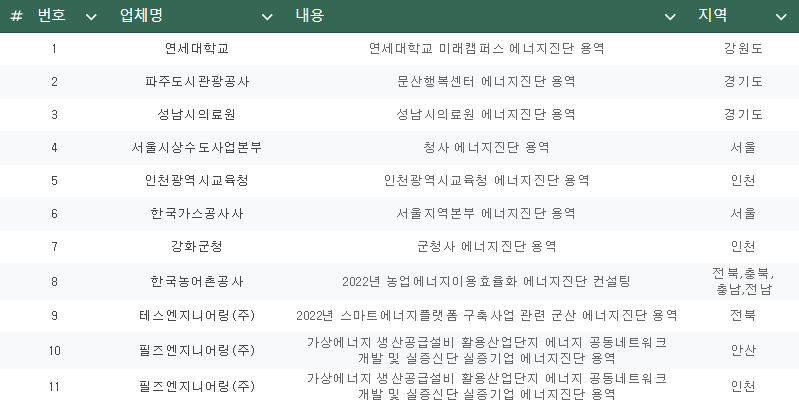 # 번호 업체명 내용 지역
1 연세대학교 연세대학교 미래캠퍼스 에너지진단 용역 강원도
2 파주도시관광공사 문산행복센터 에너지진단 용역 경기도
3 성남시의료원 성남시의료원 에너지진단 용역 경기도
4 서울시상수도사업본부 청사 에너지진단 용역 서울
5 인천광역시교육청 인천광역시교육청 에너지진단 용역 인천
6 한국가스공사사 서울지역본부 에너지진단 용역 서울
7 강화군청 군청사 에너지진단 용역 인천
8 한국농어촌공사 2022년 농업에너지이용효율화 에너지진단 컨설팅 전북,충북,
충남,전남
9 테스엔지니어링(주) 2022년 스마트에너지플랫폼 구축사업 관련 군산 에너지진단 용역 전북
10 필즈엔지니어링(주) 가상에너지 생산공급설비 활용산업단지 에너지 공동네트워크 안산
개발 및 실증신단 실증기업 에너지진단 용역
11 필즈엔지니어링(주) 가상에너지 생산공급설비 활용산업단지 에너지 공동네트워크 인천
개발 및 실증신단 실증기업 에너지진단 용역